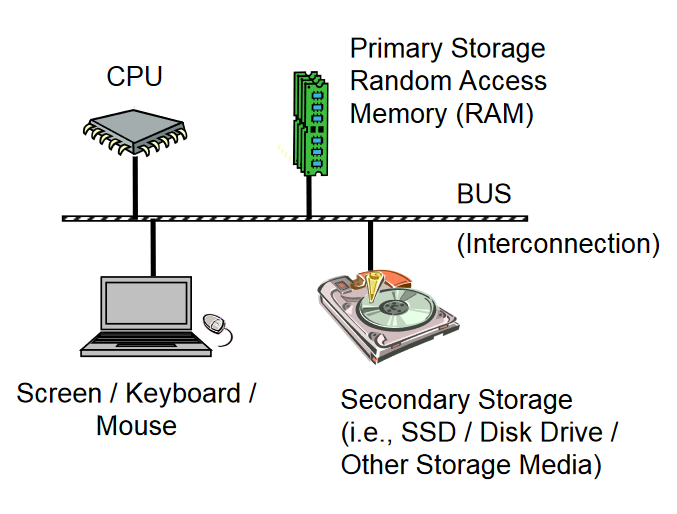 CPU
Primary Storage
Random Access
Memory (RAM)
BUS
(Interconnection)
Screen / Keyboard /
Mouse
Secondary Storage
(i.e., SSD / Disk Drive /
Other Storage Media)